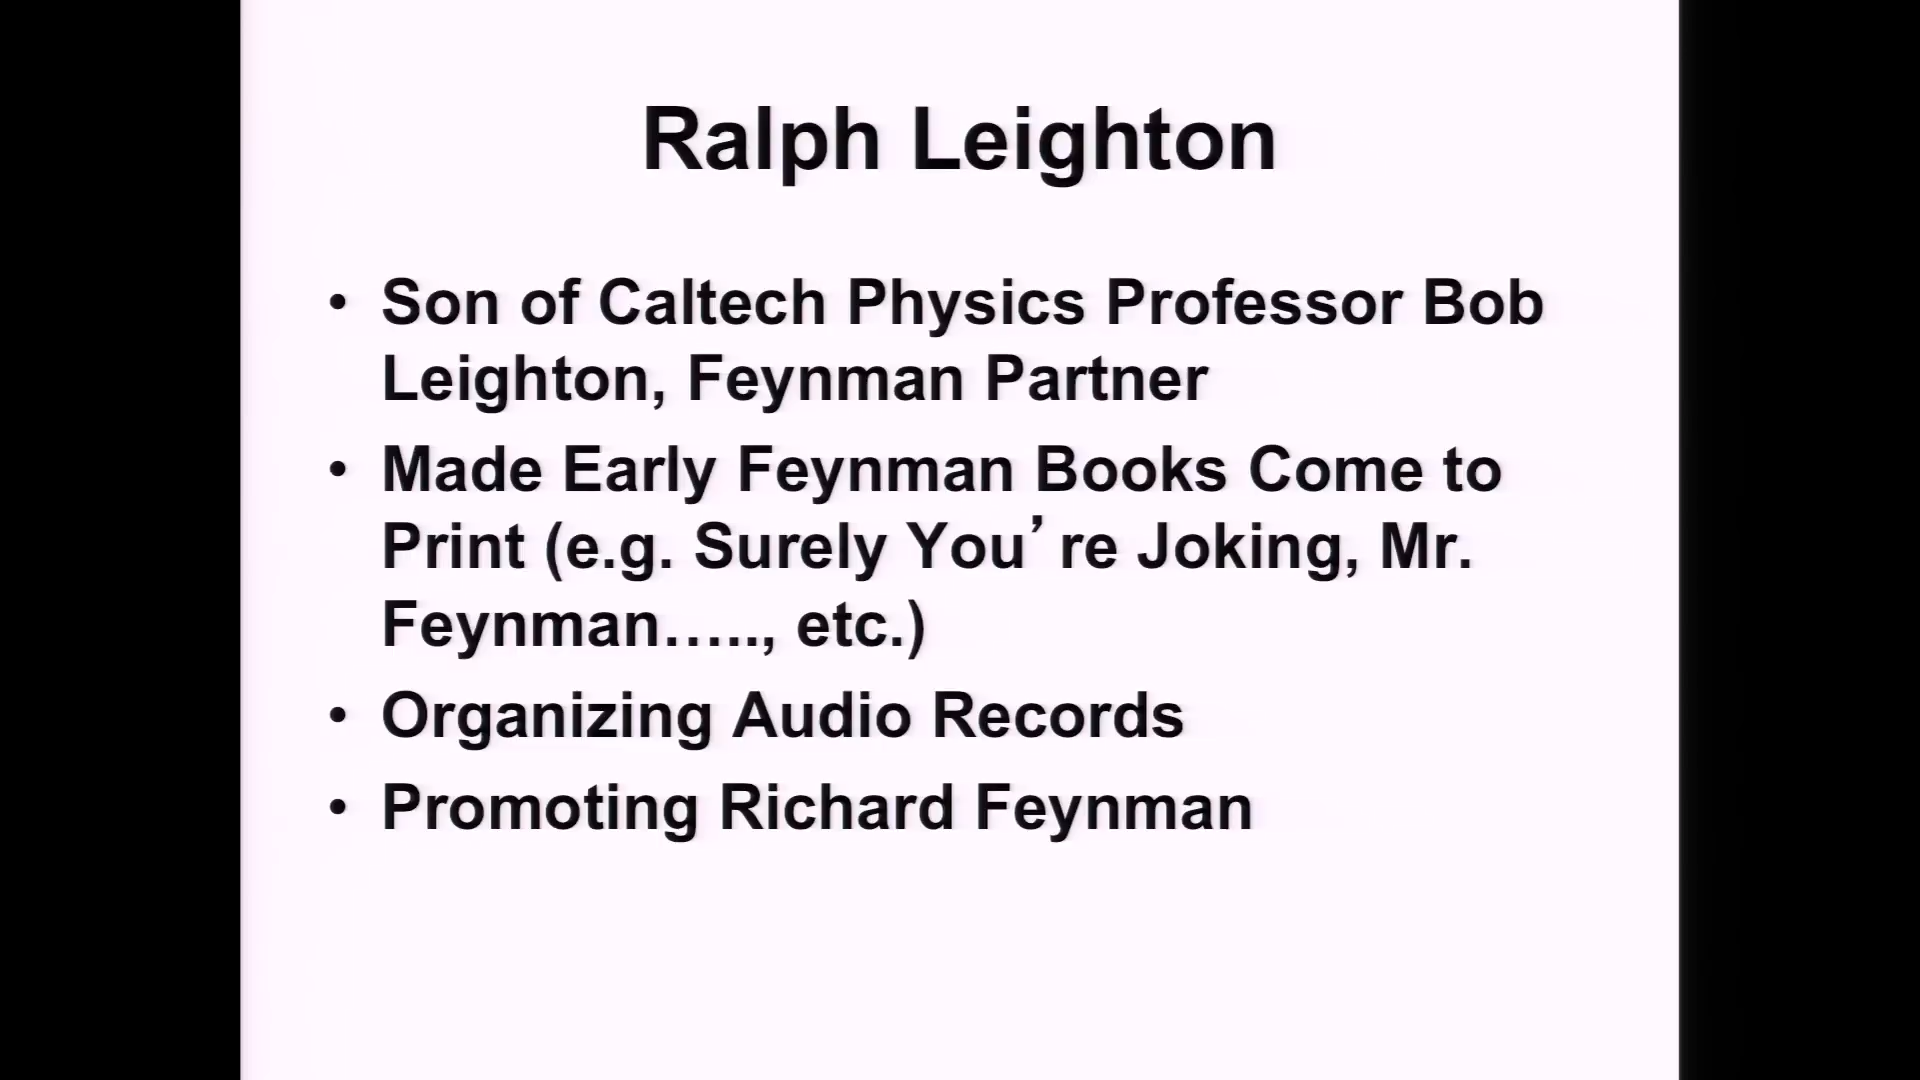 Ralph Leighton
• Son of Caltech Physics Professor Bob
Leighton, Feynman Partner
• Made Early Feynman Books Come to
Print (e.g. Surely You’re Joking, Mr.
Feynman….., etc.)
• Organizing Audio Records
• Promoting Richard Feynman